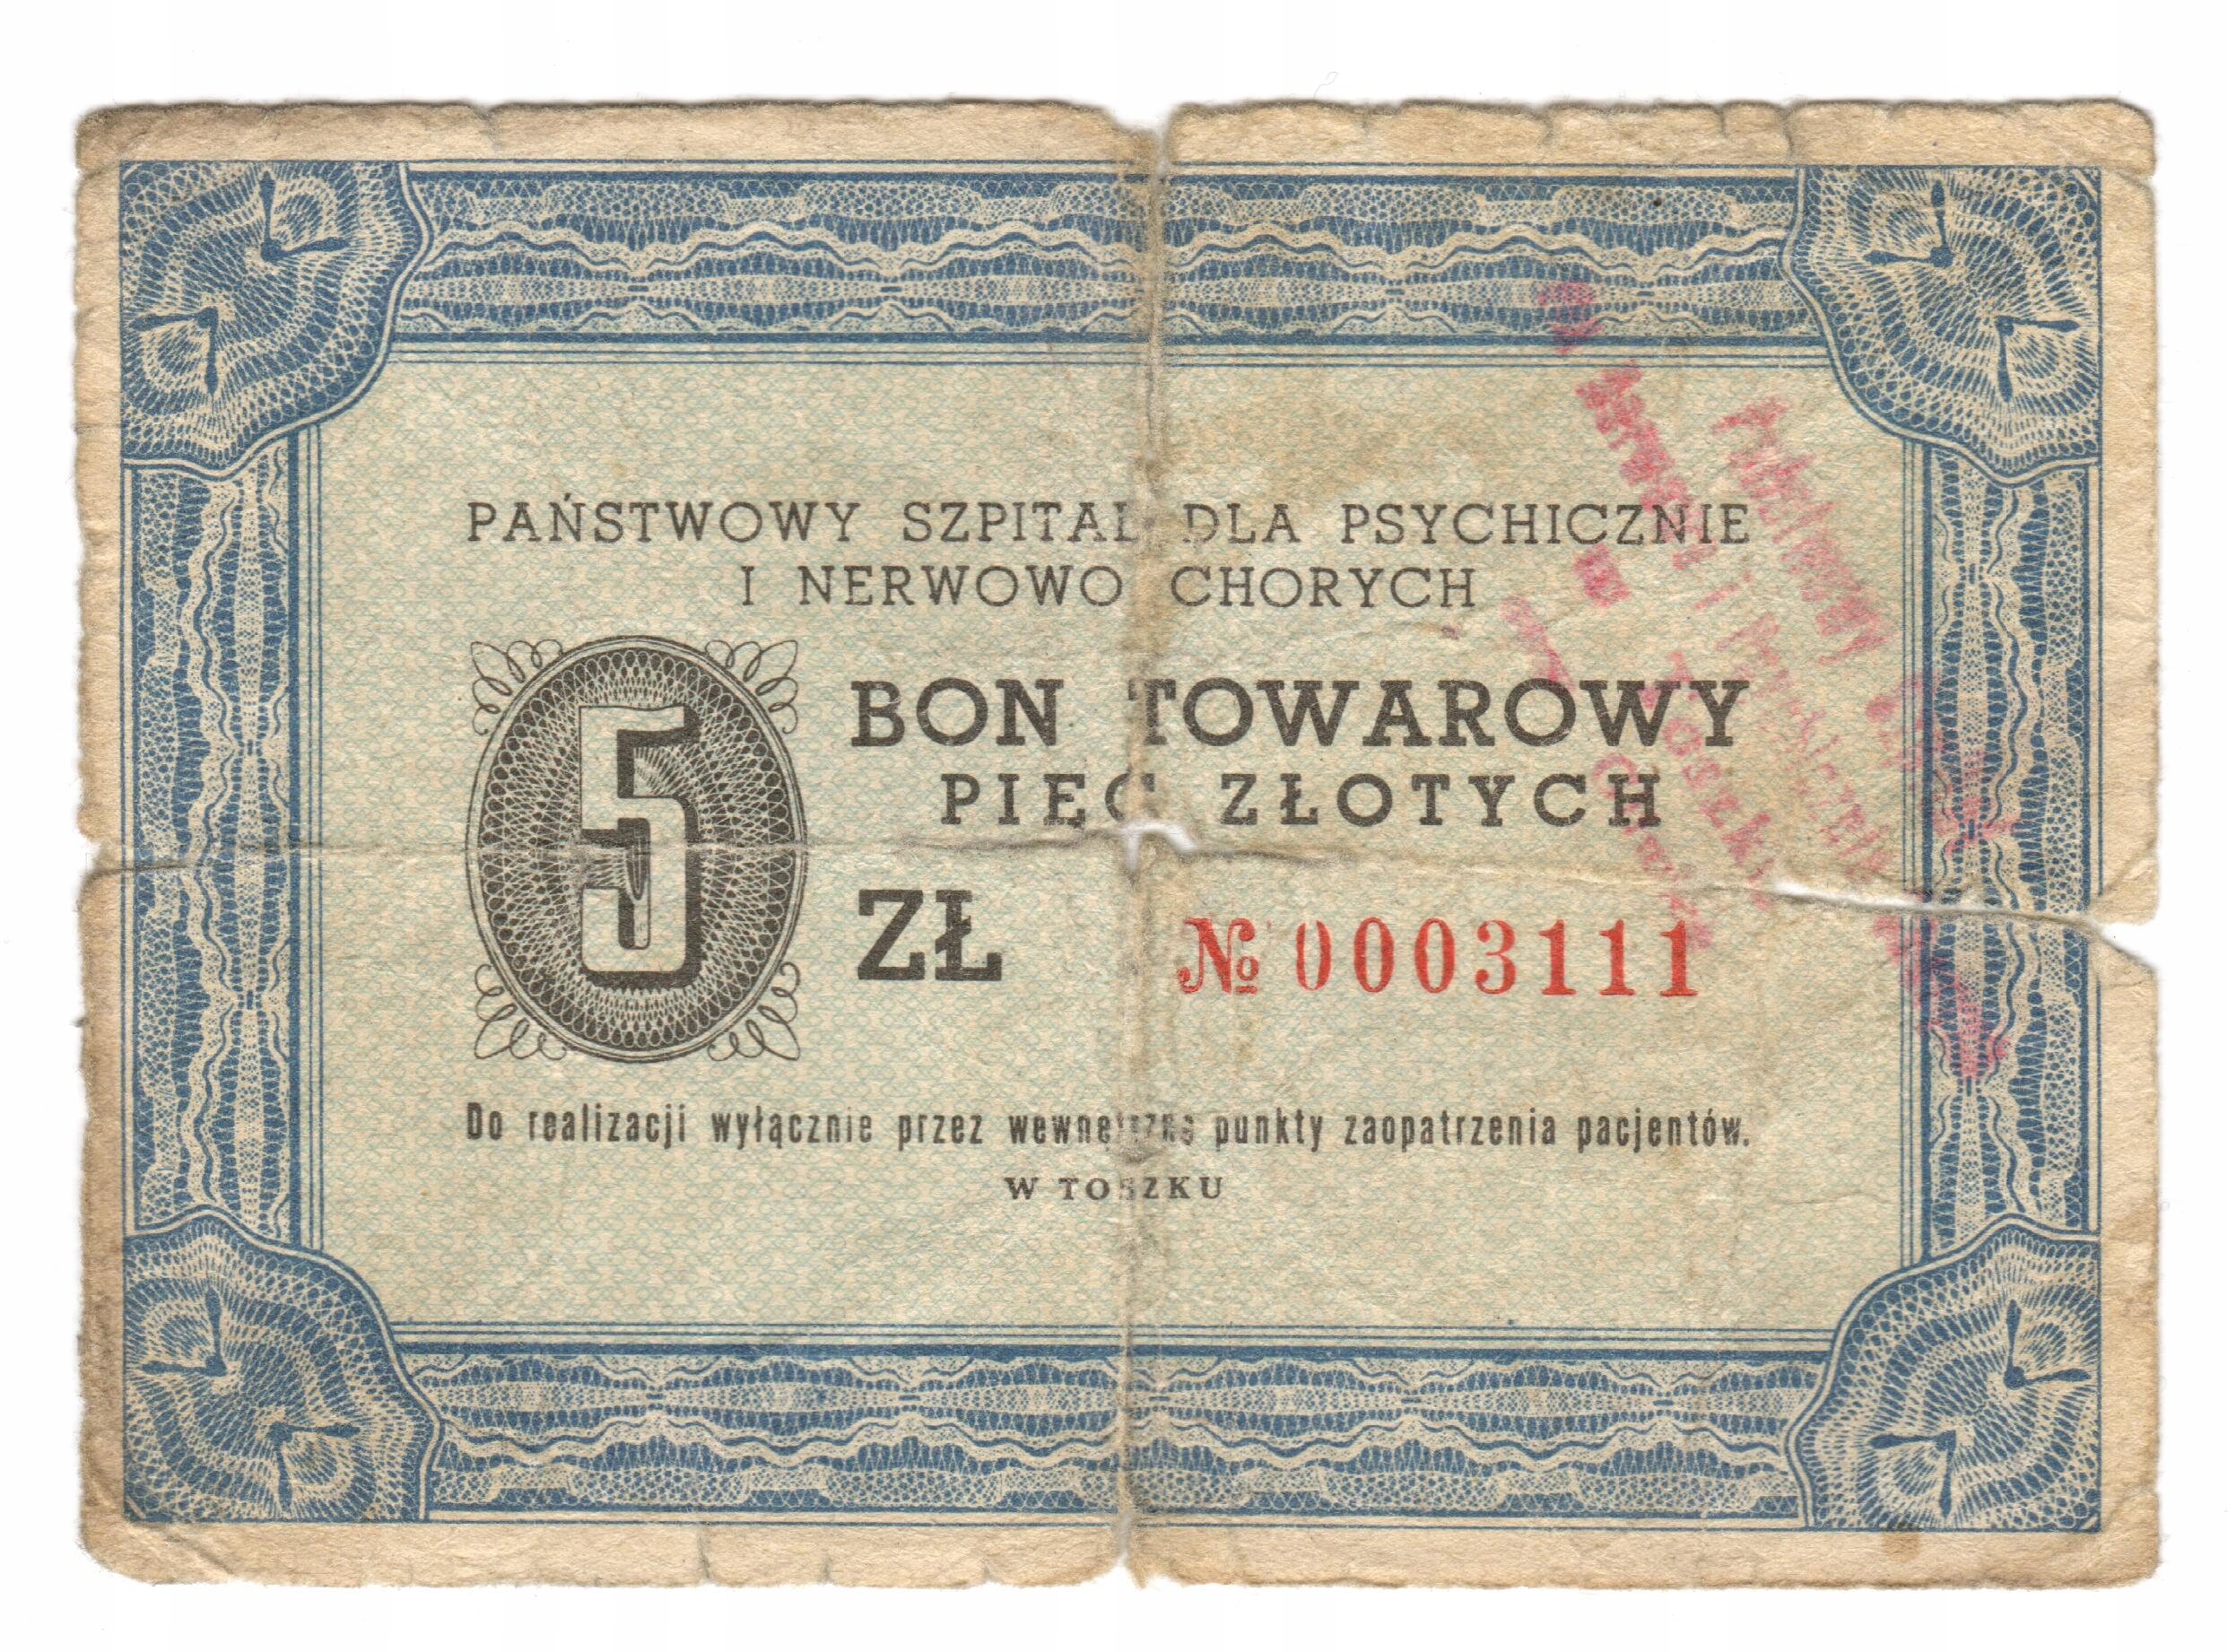 PAŃSTWOWY SZPITAL DLA PSYCHICZNIE
I NERWOWO CHORYCH
5
BON TOWAROWY
PIĘĆ ZŁOTYCH
ZŁ
№ 0003111
Do realizacji wyłącznie przez wewnętrzne punkty zaopatrzenia pacjentów.
W TOSZKU